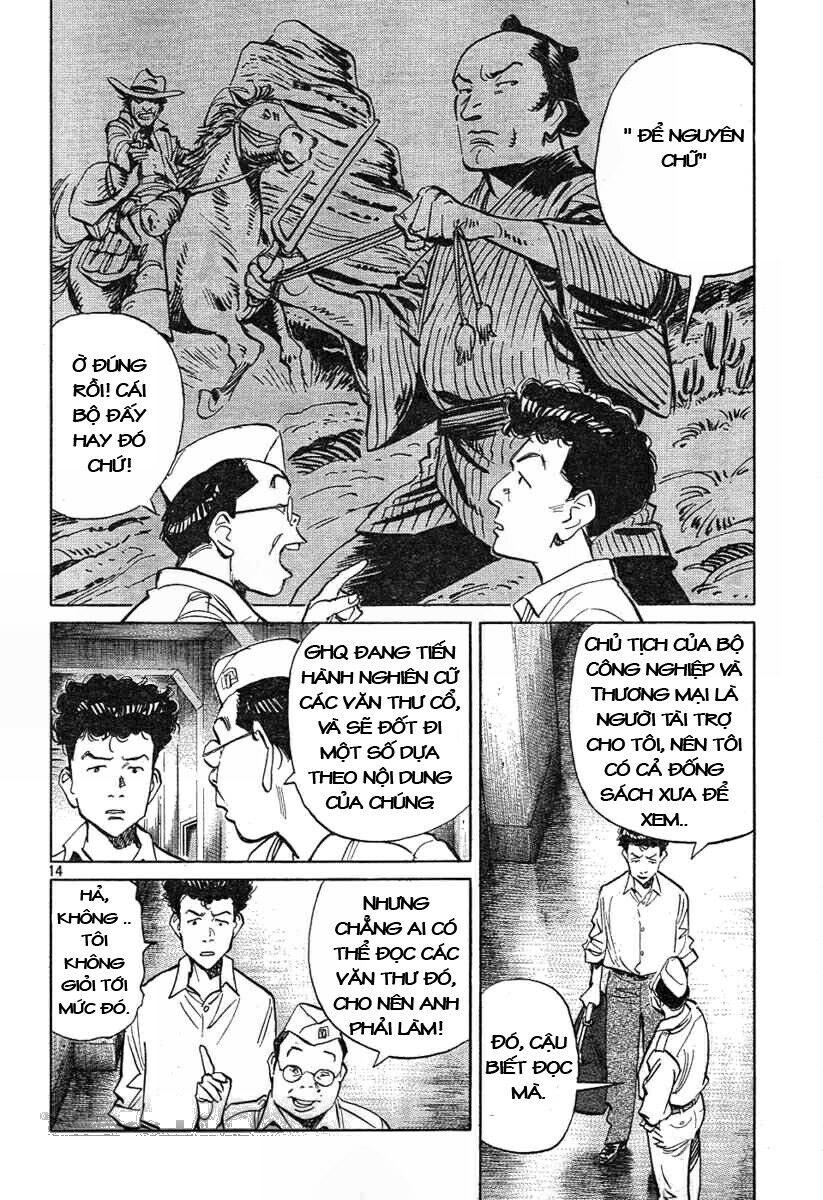 " ĐỂ NGUYÊN
CHỮ"
Ờ ĐÚNG
RỒI! CÁI
BỘ ĐẤY
HAY ĐÓ
CHỨ!
CHỦ TỊCH CỦA BỘ
CÔNG NGHIỆP VÀ
THƯƠNG MẠI LÀ
NGƯỜI TÀI TRỢ
CHO TÔI, NÊN TÔI
CÓ CẢ ĐỐNG
SÁCH XƯA ĐỂ
XEM..
ĐÓ, CẬU
BIẾT ĐỌC
MÀ.
GHQ ĐANG TIẾN
HÀNH NGHIÊN CỨ
CÁC VĂN THƯ CỔ,
VÀ SẼ ĐỐT ĐI
MỘT SỐ DỰA
THEO NỘI DUNG
CỦA CHÚNG
14
NHƯNG
CHẲNG AI CÓ
THỂ ĐỌC CÁC
VĂN THƯ ĐÓ,
CHO NÊN ANH
PHẢI LÀM!
HẢ,
KHÔNG ..
TÔI
KHÔNG
GIỎI TỚI
MỨC ĐÓ.